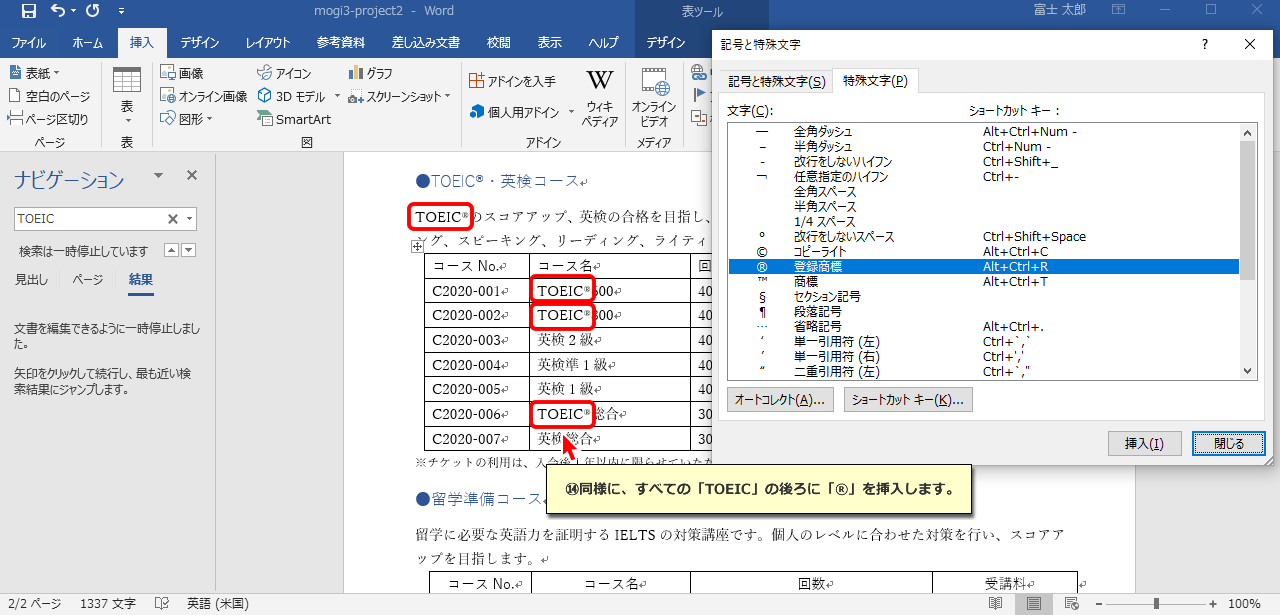 mogi3-project2 - Word
表ツール
富士 太郎
ファイル ホーム 挿入 デザイン レイアウト 参考資料 差し込み文書 校閲 表示 ヘルプ デザイン
表紙
空白のページ
ページ区切り
ページ
表
表
画像
オンライン画像
図形
アイコン
3D モデル
SmartArt
グラフ
スクリーンショット
図
アドインを入手
個人用アドイン
アドイン
W
ウィキ
ペディア
オンライン
ビデオ
メディア
ナビゲーション
TOEIC
検索は一時停止しています
見出し ページ 結果
文書を編集できるように一時停止しまし
た。
矢印をクリックして続行し、最も近い検
索結果にジャンプします。
●TOEIC®・英検コース
TOEIC®のスコアアップ、英検の合格を目指し、
ング、スピーキング、リーディング、ライティ
コース No. コース名 回
C2020-001 TOEIC®600 40
C2020-002 TOEIC®800 40
C2020-003 英検 2 級 40
C2020-004 英検準 1 級 40
C2020-005 英検 1 級 40
C2020-006 TOEIC®総合 30
C2020-007 英検総合 30
※チケットの利用は、入会後 1 年以内に限らせていただ
●留学準備コース
留学に必要な英語力を証明する IELTS の対策講座です。個人のレベルに合わせた対策を行い、スコアア
ップを目指します。
コース No. コース名 回数 受講料
記号と特殊文字
? ×
記号と特殊文字(S) 特殊文字(P)
文字(C): ショートカット キー：
— 全角ダッシュ Alt+Ctrl+Num -
– 半角ダッシュ Ctrl+Num -
- 改行をしないハイフン Ctrl+Shift+_
¬ 任意指定のハイフン Ctrl+-
全角スペース
半角スペース
1/4 スペース
° 改行をしないスペース Ctrl+Shift+Space
© コピーライト Alt+Ctrl+C
® 登録商標 Alt+Ctrl+R
™ 商標 Alt+Ctrl+T
§ セクション記号
¶ 段落記号
… 省略記号 Alt+Ctrl+.
‘ 単一引用符 (左) Ctrl+`,`
’ 単一引用符 (右) Ctrl+','
“ 二重引用符 (左) Ctrl+`,"
オートコレクト(A)... ショートカット キー(K)...
挿入(I) 閉じる
⑭同様に、すべての「TOEIC」の後ろに「®」を挿入します。
2/2 ページ 1337 文字 英語 (米国) 100%